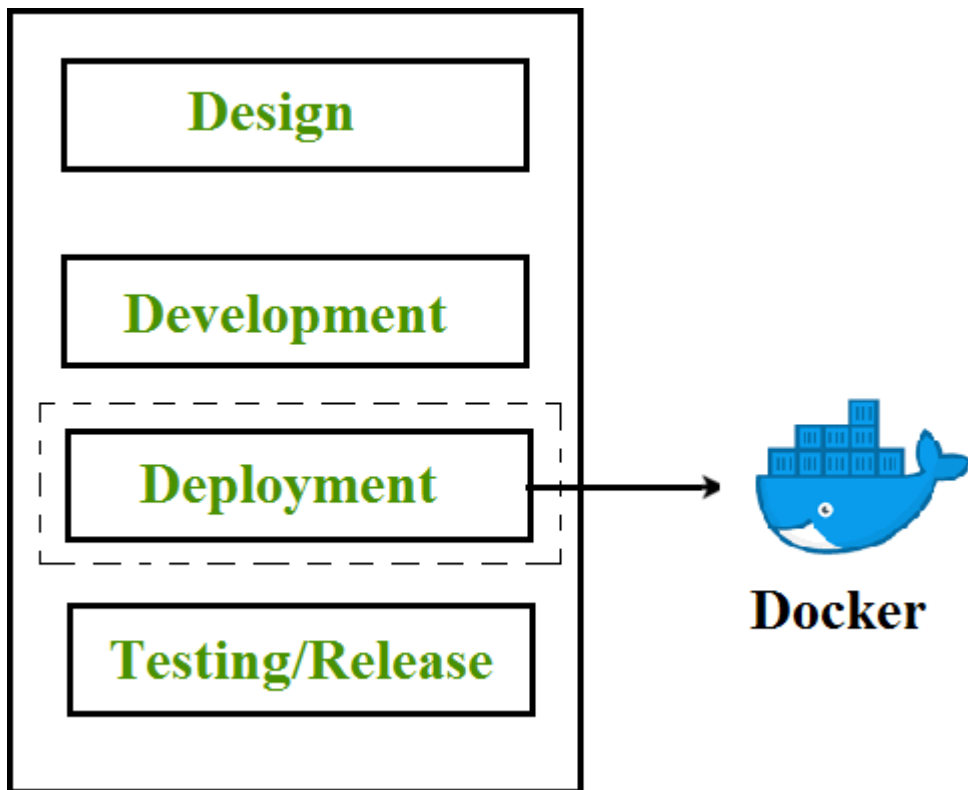 Design
Development
Deployment
Testing/Release
Docker